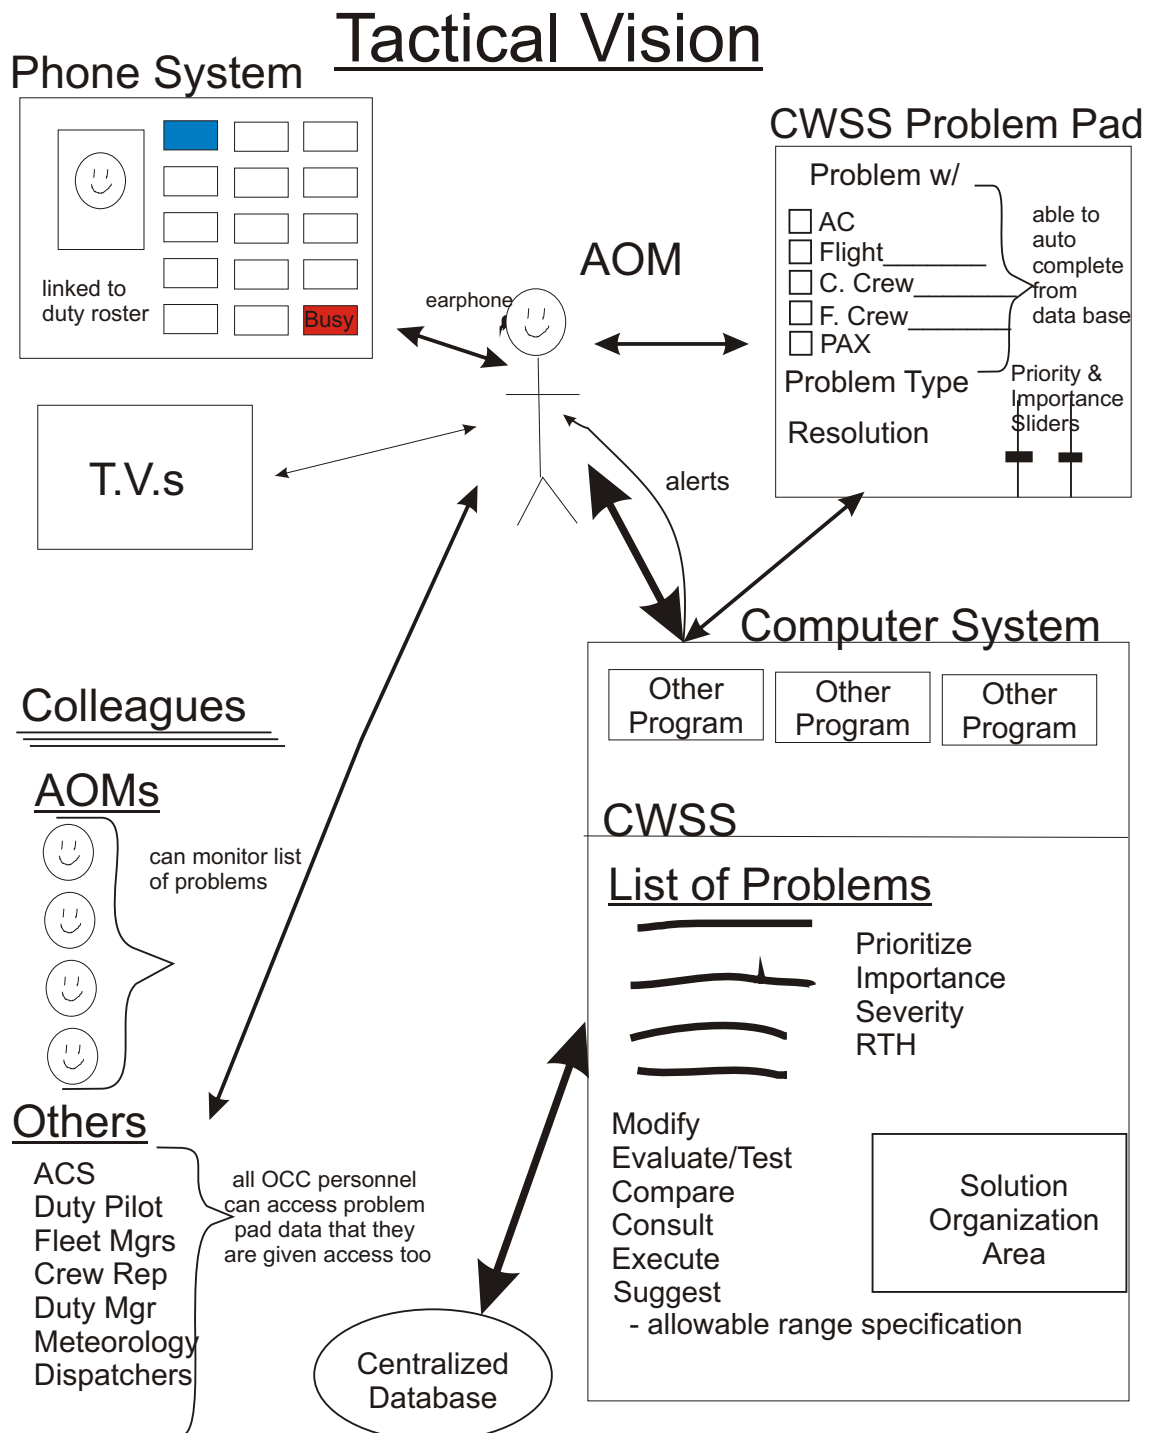 Tactical Vision
Phone System
linked to
duty roster
Busy
earphone
AOM
CWSS Problem Pad
Problem w/
AC
Flight________
C. Crew________
F. Crew________
PAX
Problem Type
Resolution
able to
auto
complete
from
data base
Priority &
Importance
Sliders
T.V.s
alerts
Computer System
Other
Program
Other
Program
Other
Program
CWSS
List of Problems
Prioritize
Importance
Severity
RTH
Modify
Evaluate/Test
Compare
Consult
Execute
Suggest
- allowable range specification
Solution
Organization
Area
Colleagues
AOMs
can monitor list
of problems
Others
ACS
Duty Pilot
Fleet Mgrs
Crew Rep
Duty Mgr
Meteorology
Dispatchers
all OCC personnel
can access problem
pad data that they
are given access too
Centralized
Database